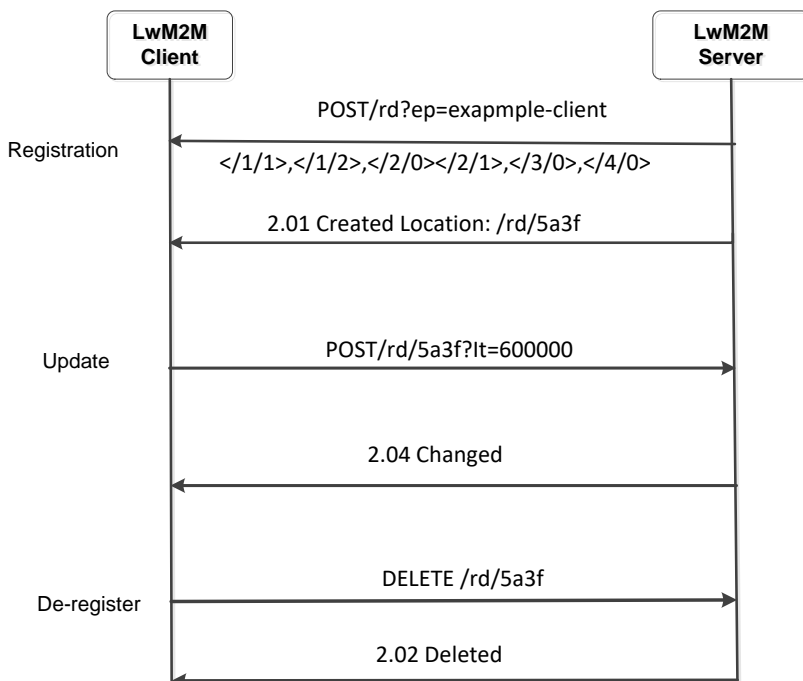 LwM2M
Client
LwM2M
Server
POST/rd?ep=exapmple-client
Registration
</1/1>,</1/2>,</2/0></2/1>,</3/0>,</4/0>
2.01 Created Location: /rd/5a3f
POST/rd/5a3f?It=600000
Update
2.04 Changed
DELETE /rd/5a3f
De-register
2.02 Deleted